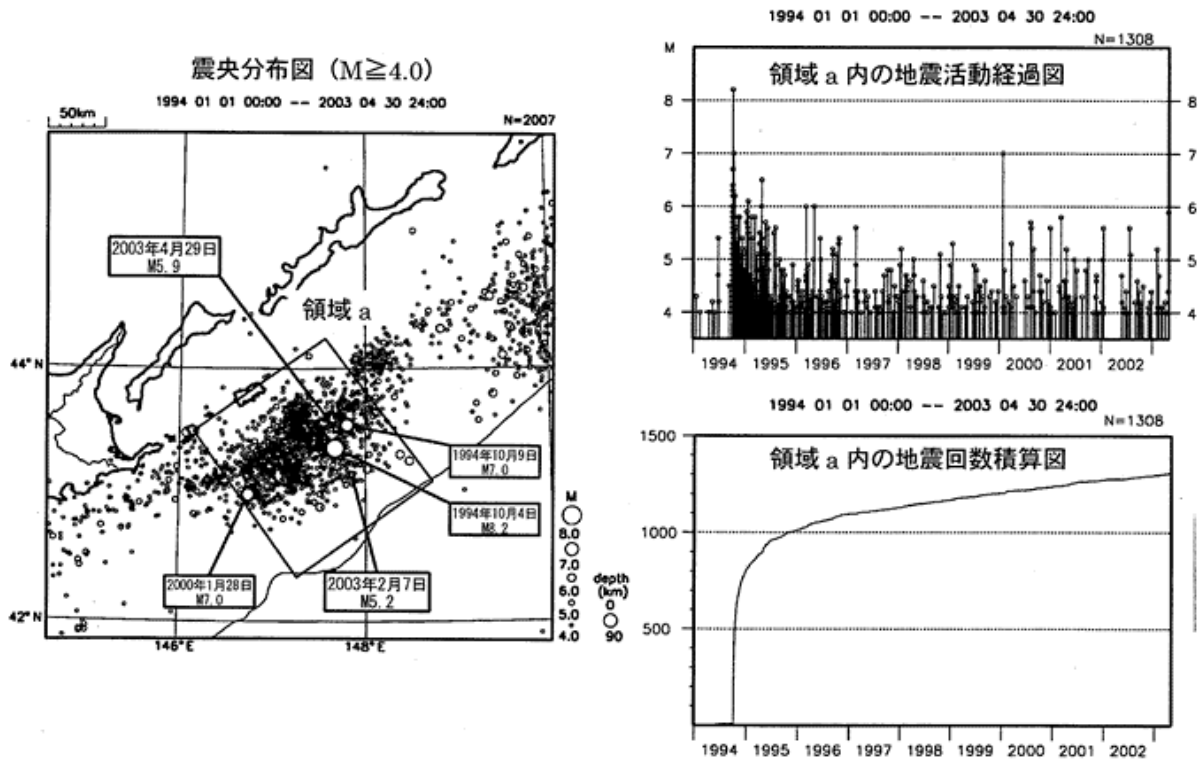 震央分布図（M≧4.0）
1994 01 01 00:00 -- 2003 04 30 24:00
50km
N=2007
2003年4月29日
M5.9
領域 a
44° N
1994年10月9日
M7.0
1994年10月4日
M8.2
2000年1月28日
M7.0
2003年2月7日
M5.2
42° N
146°E
148°E
M
8.0
7.0
6.0
5.0
4.0
depth
(km)
0
90
1994 01 01 00:00 -- 2003 04 30 24:00
N=1308
M
領域 a 内の地震活動経過図
8 8
7 7
6 6
5 5
4 4
1994 1995 1996 1997 1998 1999 2000 2001 2002
1994 01 01 00:00 -- 2003 04 30 24:00
N=1308
領域 a 内の地震回数積算図
1500
1000
500
1994 1995 1996 1997 1998 1999 2000 2001 2002